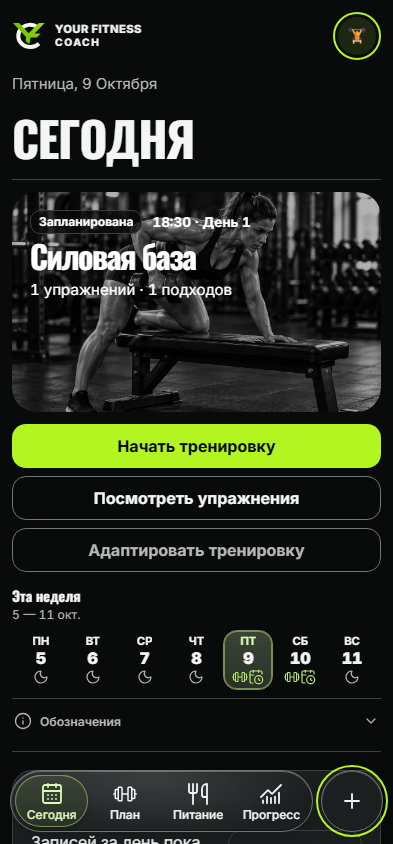 YOUR FITNESS
COACH
Пятница, 9 Октября
СЕГОДНЯ
Запланирована 18:30 · День 1
Силовая база
1 упражнений · 1 подходов
Начать тренировку
Посмотреть упражнения
Адаптировать тренировку
Эта неделя
5 — 11 окт.
ПН ВТ СР ЧТ ПТ СБ ВС
5 6 7 8 9 10 11
Обозначения
Сегодня План Питание Прогресс
Записей за день пока